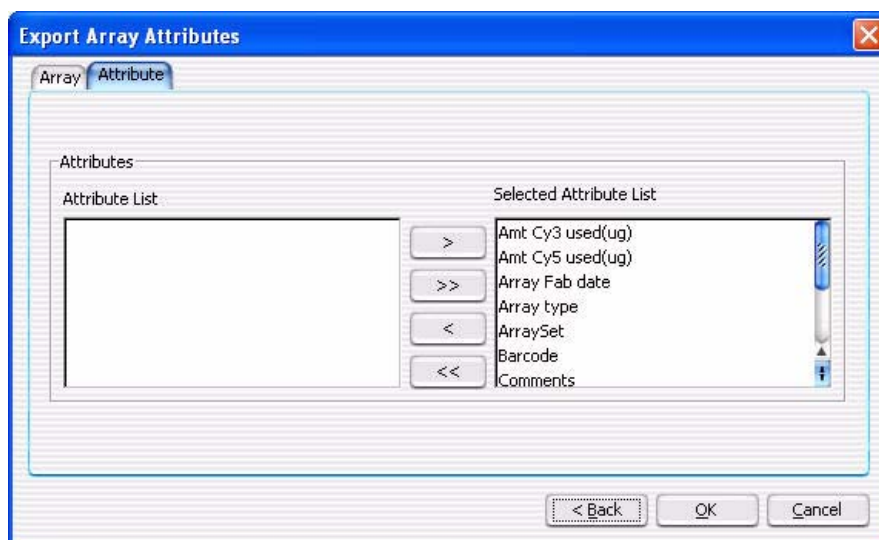 Export Array Attributes
Array
Attribute
Attributes
Attribute List
Selected Attribute List
>
>>
<
<<
Amt Cy3 used(ug)
Amt Cy5 used(ug)
Array Fab date
Array type
ArraySet
Barcode
Comments
< Back
OK
Cancel